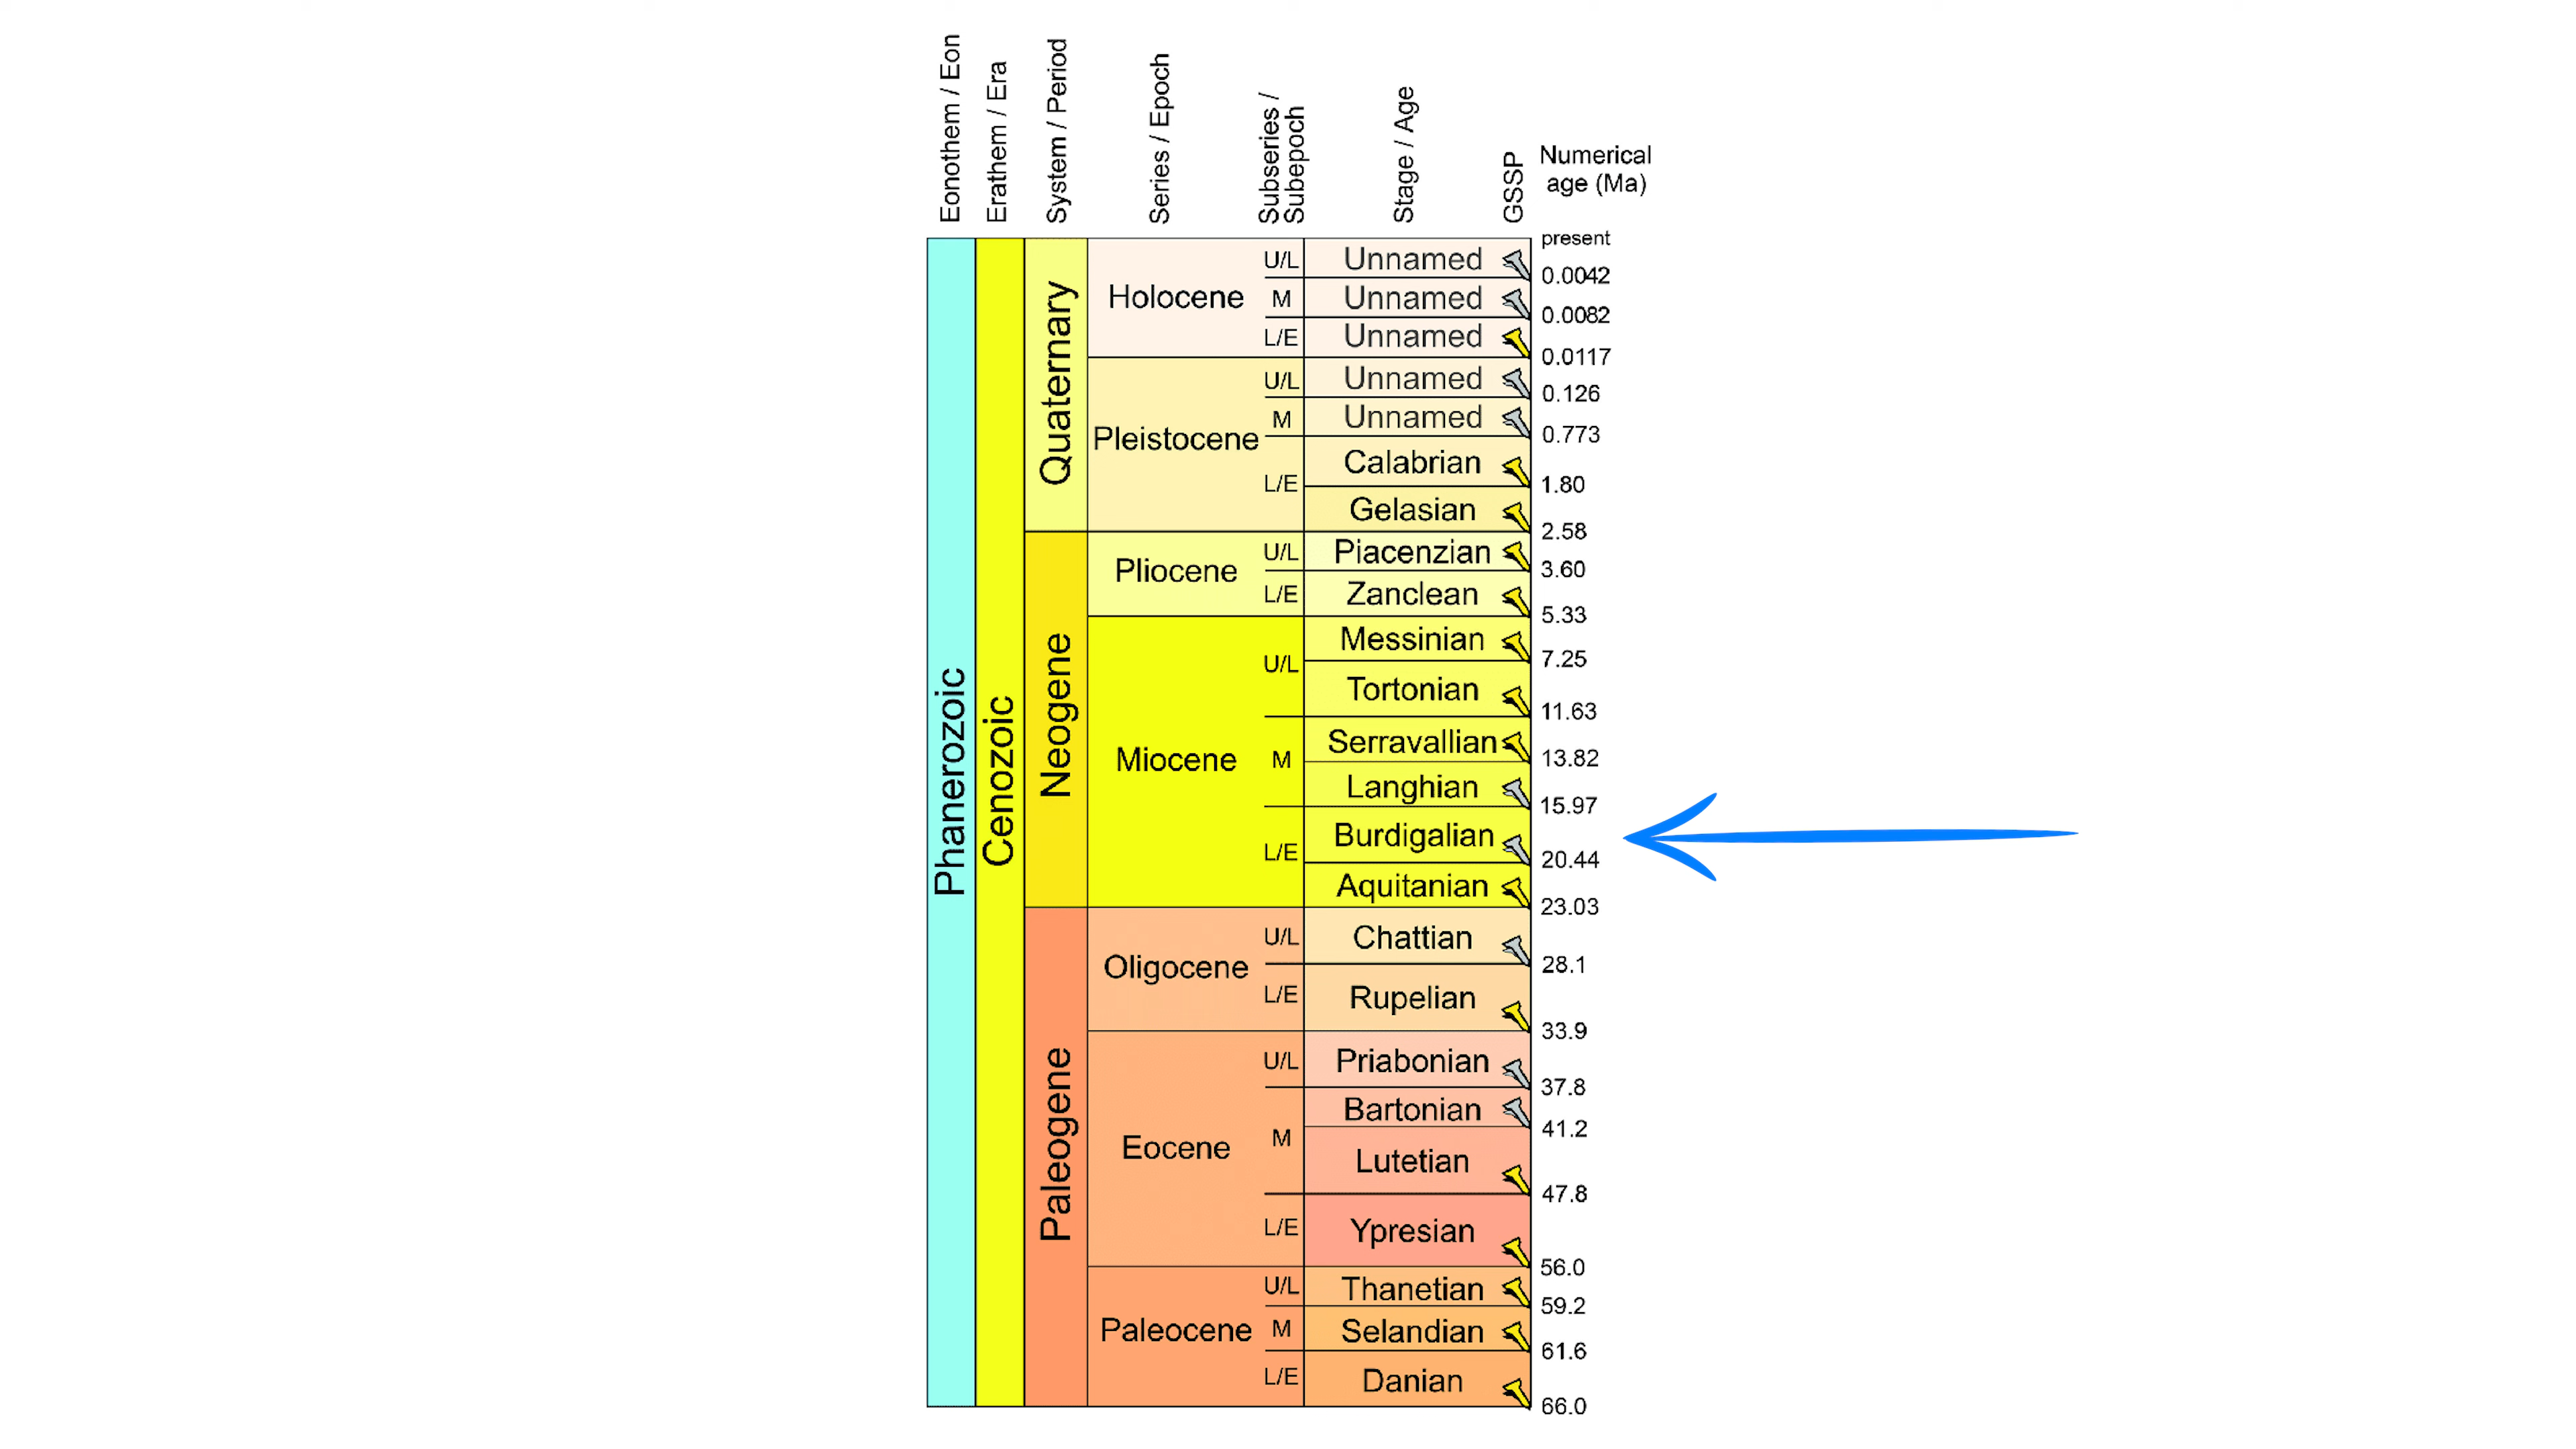 Eonothem / Eon
Erathem / Era
System / Period
Series / Epoch
Subseries /
Subepoch
Stage / Age
GSSP
Numerical
age (Ma)
Phanerozoic
Cenozoic
Quaternary
Holocene
U/L
Unnamed
present
0.0042
M
Unnamed
0.0082
L/E
Unnamed
0.0117
Pleistocene
U/L
Unnamed
0.126
M
Unnamed
0.773
L/E
Calabrian
1.80
Gelasian
2.58
Neogene
Pliocene
U/L
Piacenzian
3.60
L/E
Zanclean
5.33
Miocene
U/L
Messinian
7.25
Tortonian
11.63
M
Serravallian
13.82
Langhian
15.97
L/E
Burdigalian
20.44
Aquitanian
23.03
Paleogene
Oligocene
U/L
Chattian
28.1
L/E
Rupelian
33.9
Eocene
U/L
Priabonian
37.8
M
Bartonian
41.2
Lutetian
47.8
L/E
Ypresian
56.0
Paleocene
U/L
Thanetian
59.2
M
Selandian
61.6
L/E
Danian
66.0